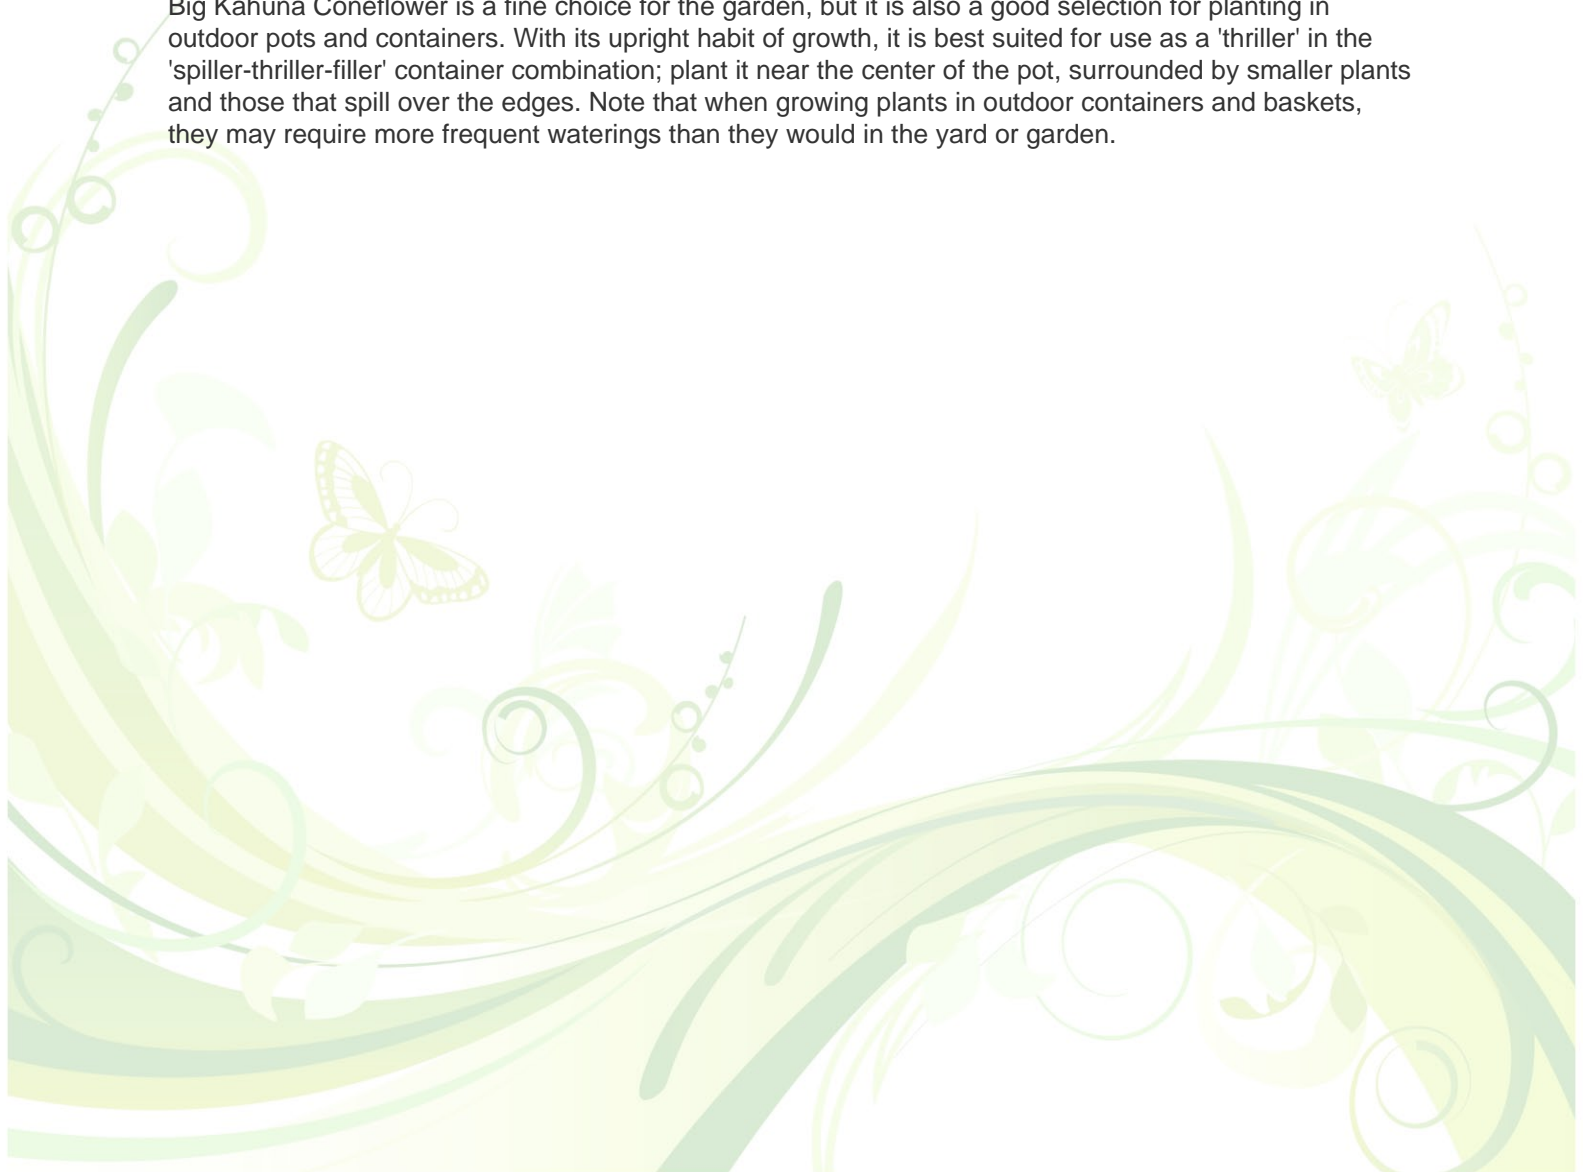 Big Kahuna Coneflower is a fine choice for the garden, but it is also a good selection for planting in
outdoor pots and containers. With its upright habit of growth, it is best suited for use as a 'thriller' in the
'spiller-thriller-filler' container combination; plant it near the center of the pot, surrounded by smaller plants
and those that spill over the edges. Note that when growing plants in outdoor containers and baskets,
they may require more frequent waterings than they would in the yard or garden.